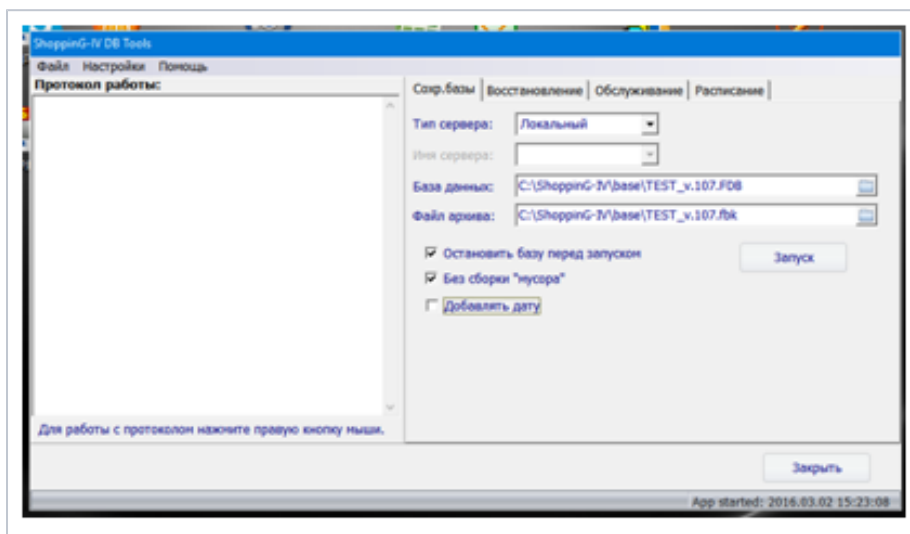 ShoppinG-IV DB Tools
Файл Настройки Помощь
Протокол работы:
Сохр.базы Восстановление Обслуживание Расписание
Тип сервера: Локальный
Имя сервера:
База данных: C:\ShoppinG-IV\base\TEST_v.107.FDB
Файл архива: C:\ShoppinG-IV\base\TEST_v.107.fbk
Остановить базу перед запуском
Запуск
Без сборки "мусора"
Добавлять дату
Для работы с протоколом нажмите правую кнопку мыши.
Закрыть
App started: 2016.03.02 15:23:08